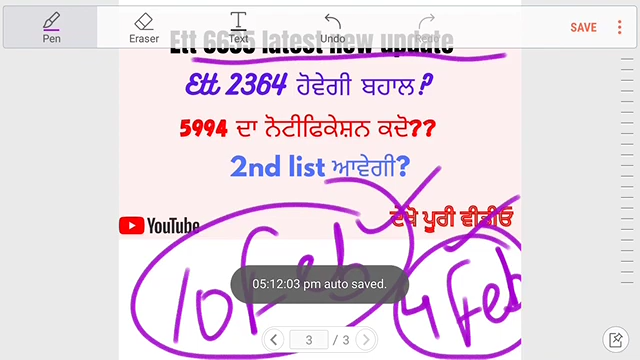 Pen Eraser Text Undo Redo SAVE
Ett 6635 latest new update
Ett 2364 ਹੋਵੇਗੀ ਬਹਾਲ?
5994 ਦਾ ਨੋਟੀਫਿਕੇਸ਼ਨ ਕਦੋ??
2nd list ਆਵੇਗੀ?
ਦੇਖੋ ਪੂਰੀ ਵੀਡੀਓ
YouTube
10 Feb
4 Feb
05:12:03 pm auto saved.
3 / 3